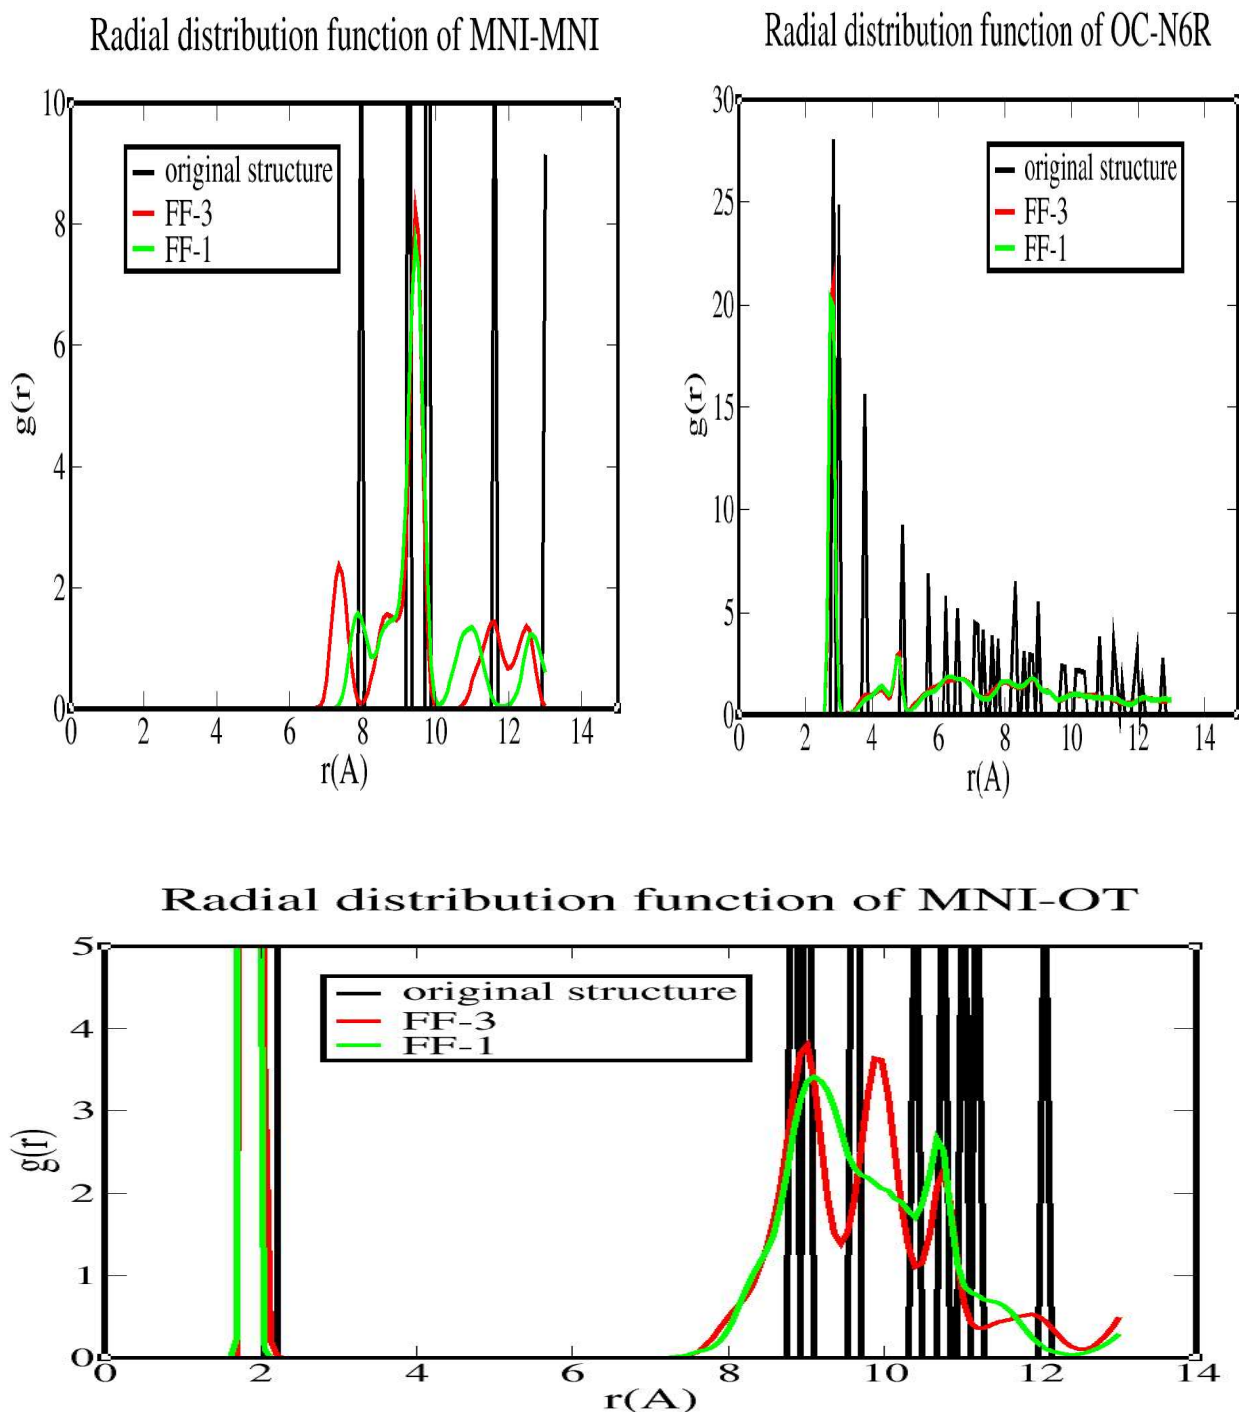 Radial distribution function of MNI-MNI
10
8
6
4
2
0
g(r)
original structure
FF-3
FF-1
0 2 4 6 8 10 12 14
r(A)
Radial distribution function of OC-N6R
30
25
20
15
10
5
0
g(r)
original structure
FF-3
FF-1
0 2 4 6 8 10 12 14
r(A)
Radial distribution function of MNI-OT
5
4
3
2
1
0
g(r)
original structure
FF-3
FF-1
0 2 4 6 8 10 12 14
r(A)